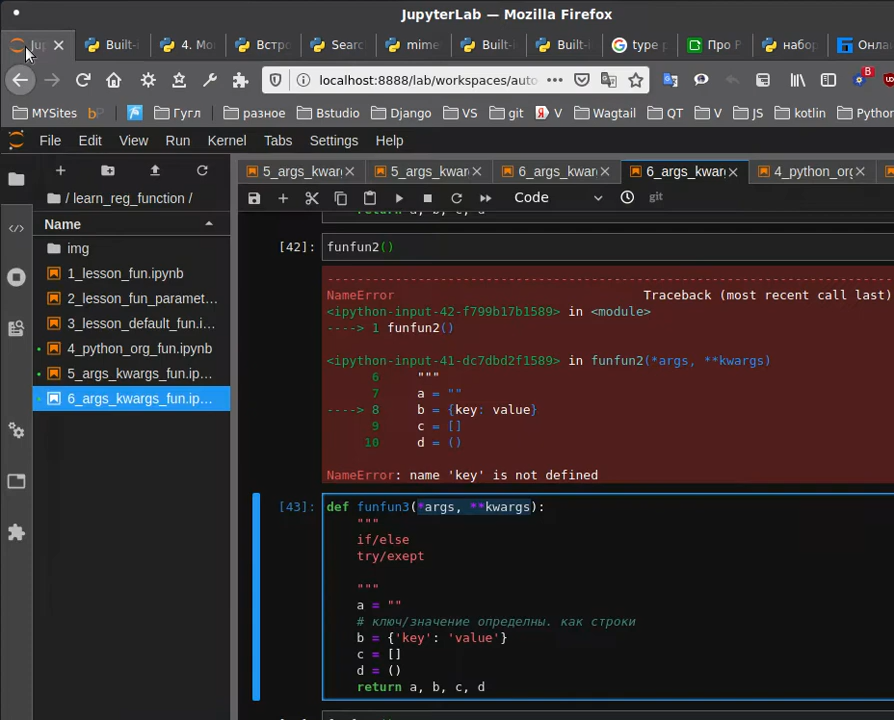 JupyterLab — Mozilla Firefox
Jup Built- 4. Mo Встро Searc mime Built-i Built-i type p Про Р набор Онла
localhost:8888/lab/workspaces/auto
MYSites bP Гугл разное Bstudio Django VS git V Wagtail QT V JS kotlin Python
File Edit View Run Kernel Tabs Settings Help
5_args_kwar 5_args_kwar 6_args_kwar 6_args_kwar 4_python_org
/ learn_reg_function /
Code
git
Name
img
1_lesson_fun.ipynb
2_lesson_fun_paramet…
3_lesson_default_fun.i…
4_python_org_fun.ipynb
5_args_kwargs_fun.ip…
6_args_kwargs_fun.ip…
return a, b, c, d
[42]: funfun2()
---------------------------------------------------------------------------
NameError Traceback (most recent call last)
<ipython-input-42-f799b17b1589> in <module>
----> 1 funfun2()
<ipython-input-41-dc7dbd2f1589> in funfun2(*args, **kwargs)
6 """
7 a = ""
----> 8 b = {key: value}
9 c = []
10 d = ()
NameError: name 'key' is not defined
[43]: def funfun3(*args, **kwargs):
"""
if/else
try/exept
"""
a = ""
# ключ/значение определны. как строки
b = {'key': 'value'}
c = []
d = ()
return a, b, c, d